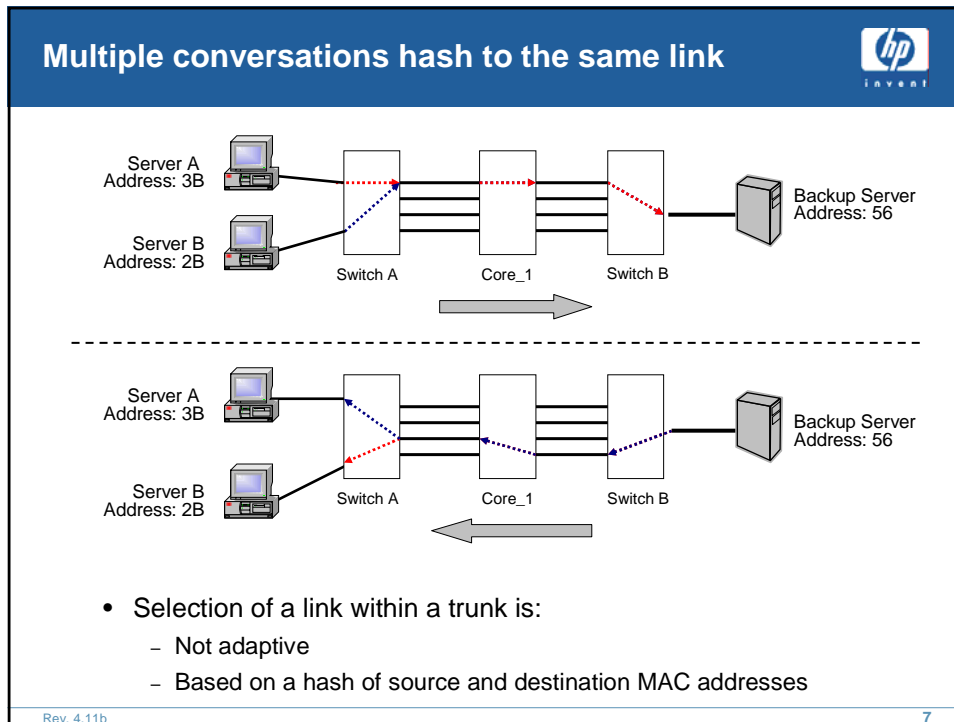 Multiple conversations hash to the same link
hp
invent
Server A
Address: 3B
Server B
Address: 2B
Switch A
Core_1
Switch B
Backup Server
Address: 56
Server A
Address: 3B
Server B
Address: 2B
Switch A
Core_1
Switch B
Backup Server
Address: 56
• Selection of a link within a trunk is:
– Not adaptive
– Based on a hash of source and destination MAC addresses
Rev. 4.11b
7